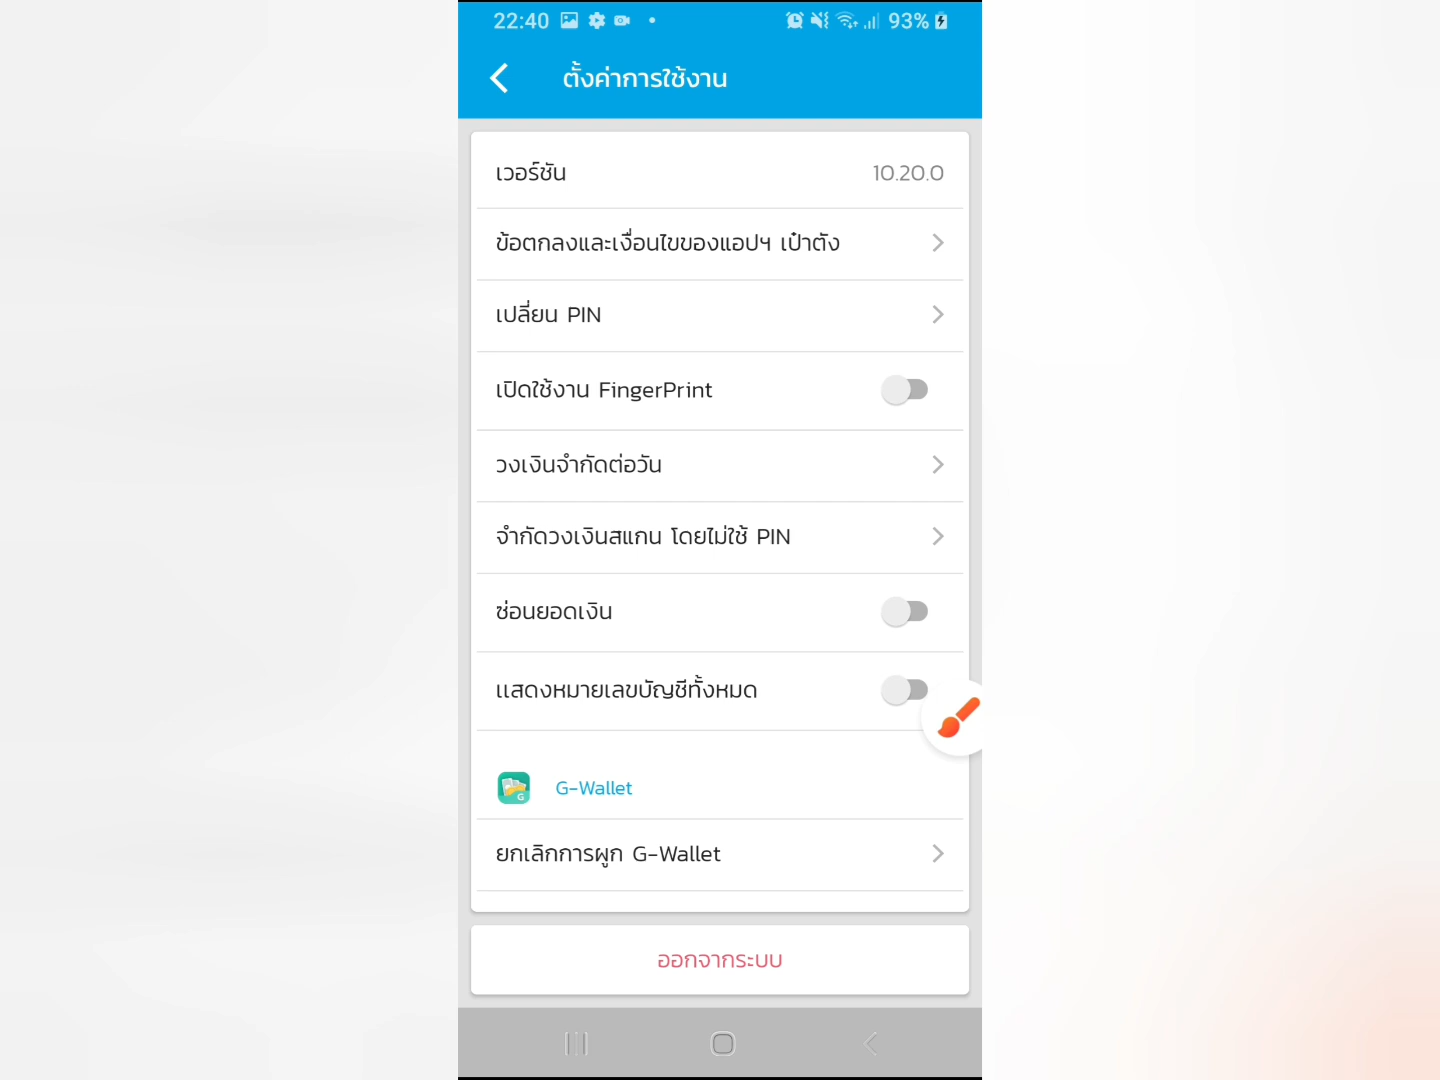 22:40
93%
ตั้งค่าการใช้งาน
เวอร์ชัน 10.20.0
ข้อตกลงและเงื่อนไขของแอปฯ เป๋าตัง
เปลี่ยน PIN
เปิดใช้งาน FingerPrint
วงเงินจำกัดต่อวัน
จำกัดวงเงินสแกน โดยไม่ใช้ PIN
ซ่อนยอดเงิน
แสดงหมายเลขบัญชีทั้งหมด
G-Wallet
ยกเลิกการผูก G-Wallet
ออกจากระบบ